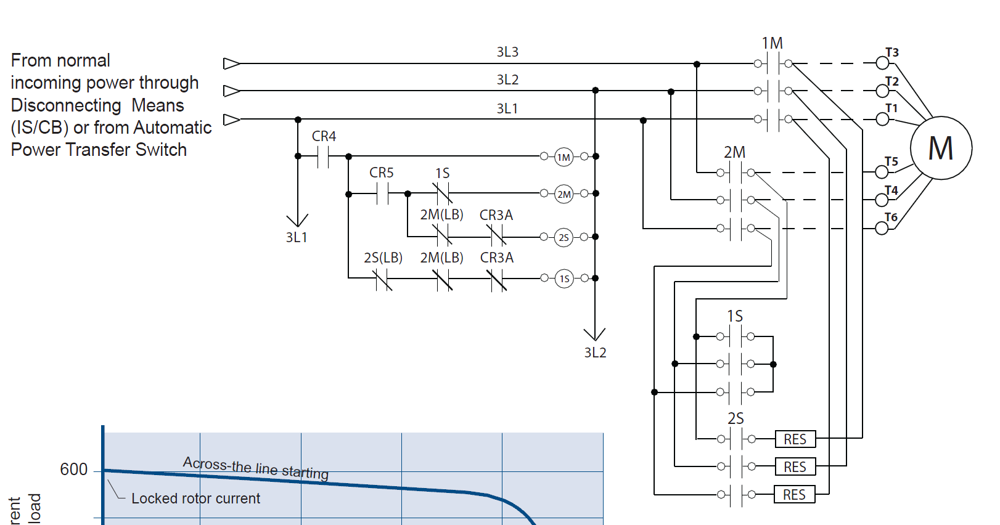 From normal
incoming power through
Disconnecting Means
(IS/CB) or from Automatic
Power Transfer Switch
3L3
3L2
3L1
1M
T3
T2
T1
M
T5
T4
T6
2M
CR4
1M
CR5
1S
2M
2M(LB)
CR3A
2S
3L1
2S(LB)
2M(LB)
CR3A
1S
3L2
1S
2S
RES
RES
RES
600
Across-the line starting
Locked rotor current
rent
load